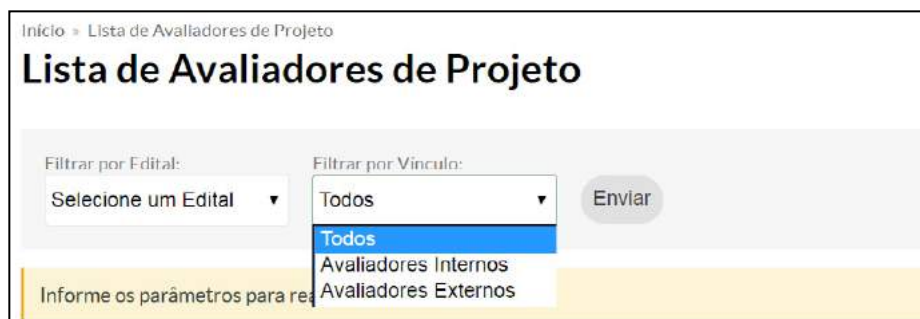 Início » Lista de Avaliadores de Projeto
Lista de Avaliadores de Projeto
Filtrar por Edital: Filtrar por Vínculo:
Selecione um Edital Todos Enviar
Todos
Avaliadores Internos
Informe os parâmetros para Avaliadores Externos